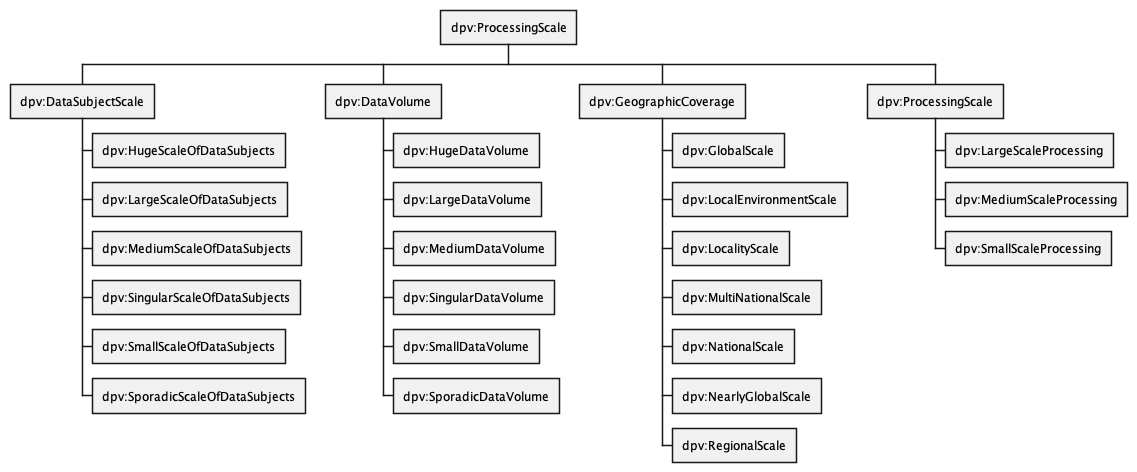 dpv:ProcessingScale
dpv:DataSubjectScale
dpv:HugeScaleOfDataSubjects
dpv:LargeScaleOfDataSubjects
dpv:MediumScaleOfDataSubjects
dpv:SingularScaleOfDataSubjects
dpv:SmallScaleOfDataSubjects
dpv:SporadicScaleOfDataSubjects
dpv:DataVolume
dpv:HugeDataVolume
dpv:LargeDataVolume
dpv:MediumDataVolume
dpv:SingularDataVolume
dpv:SmallDataVolume
dpv:SporadicDataVolume
dpv:GeographicCoverage
dpv:GlobalScale
dpv:LocalEnvironmentScale
dpv:LocalityScale
dpv:MultiNationalScale
dpv:NationalScale
dpv:NearlyGlobalScale
dpv:RegionalScale
dpv:ProcessingScale
dpv:LargeScaleProcessing
dpv:MediumScaleProcessing
dpv:SmallScaleProcessing